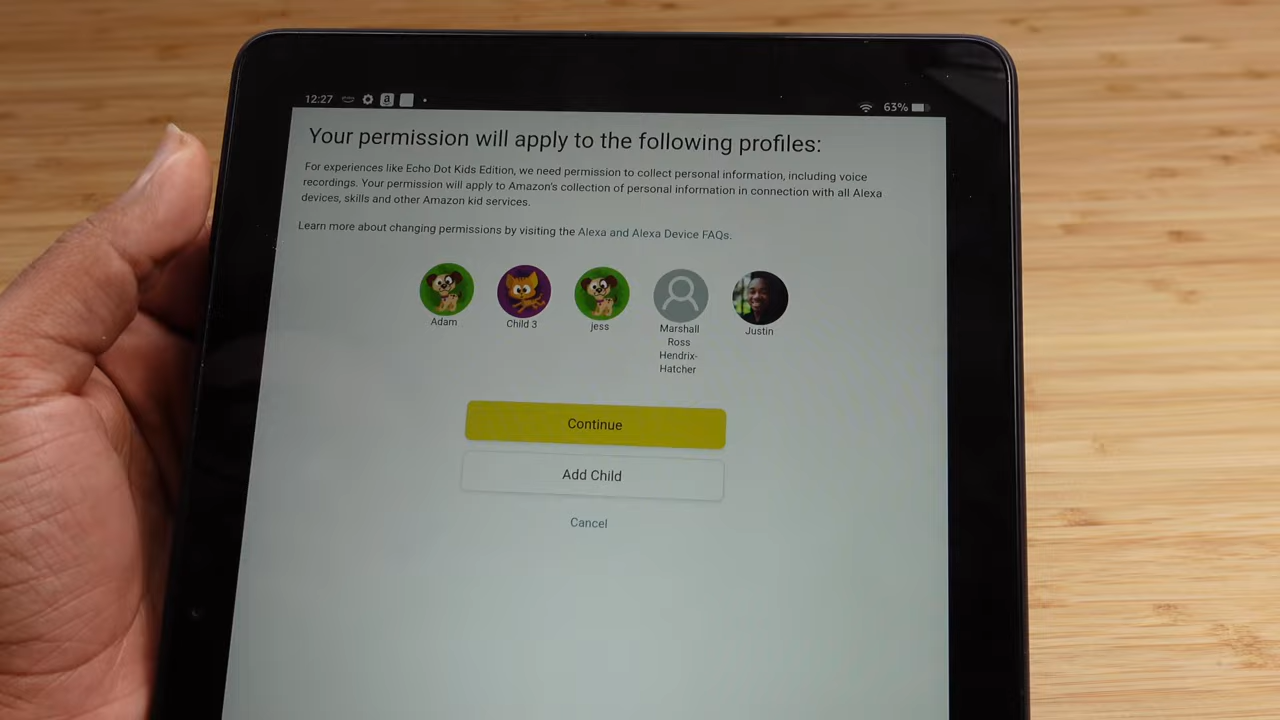 12:27
63%
Your permission will apply to the following profiles:
For experiences like Echo Dot Kids Edition, we need permission to collect personal information, including voice
recordings. Your permission will apply to Amazon's collection of personal information in connection with all Alexa
devices, skills and other Amazon kid services.
Learn more about changing permissions by visiting the Alexa and Alexa Device FAQs.
Adam
Child 3
jess
Marshall
Ross
Hendrix-
Hatcher
Justin
Continue
Add Child
Cancel